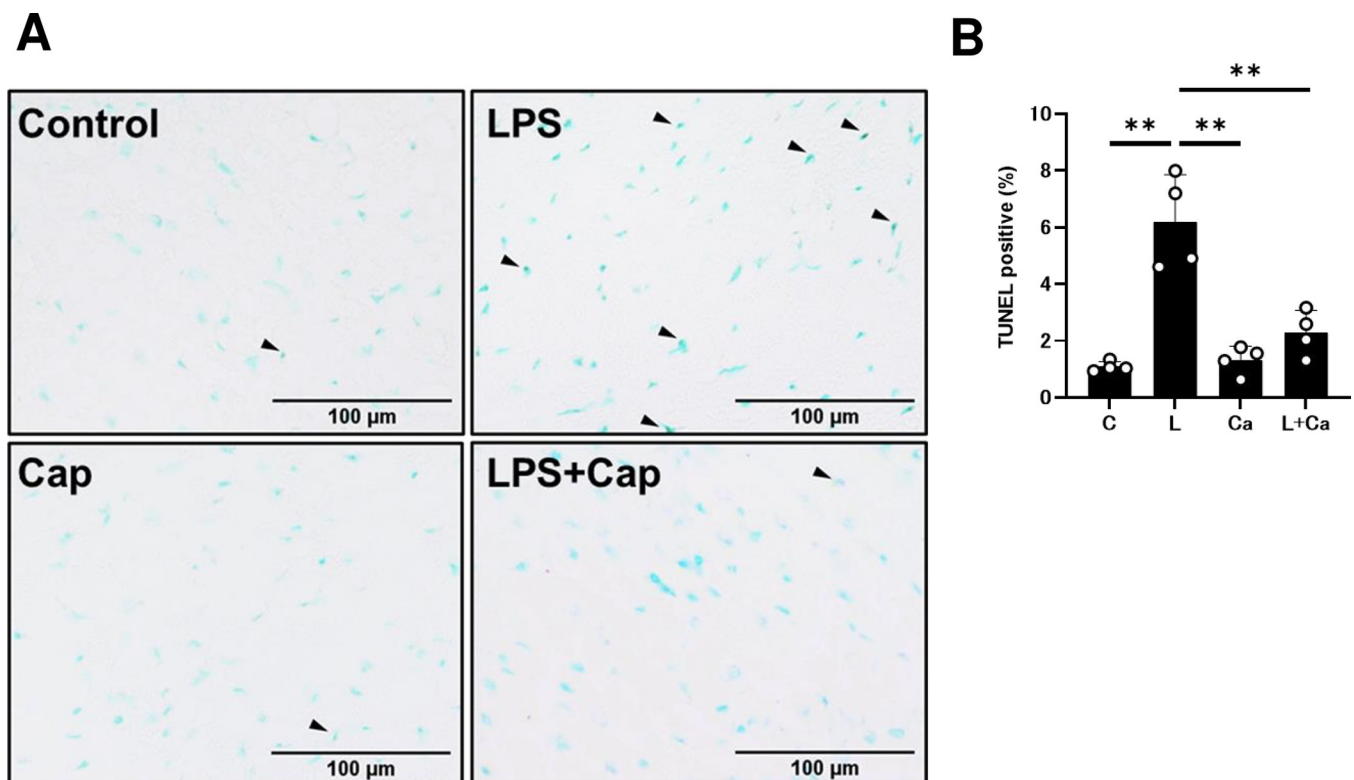 A
Control
100 µm
LPS
100 µm
Cap
100 µm
LPS+Cap
100 µm
B
**
** **
TUNEL positive (%)
10
8
6
4
2
0
C L Ca L+Ca